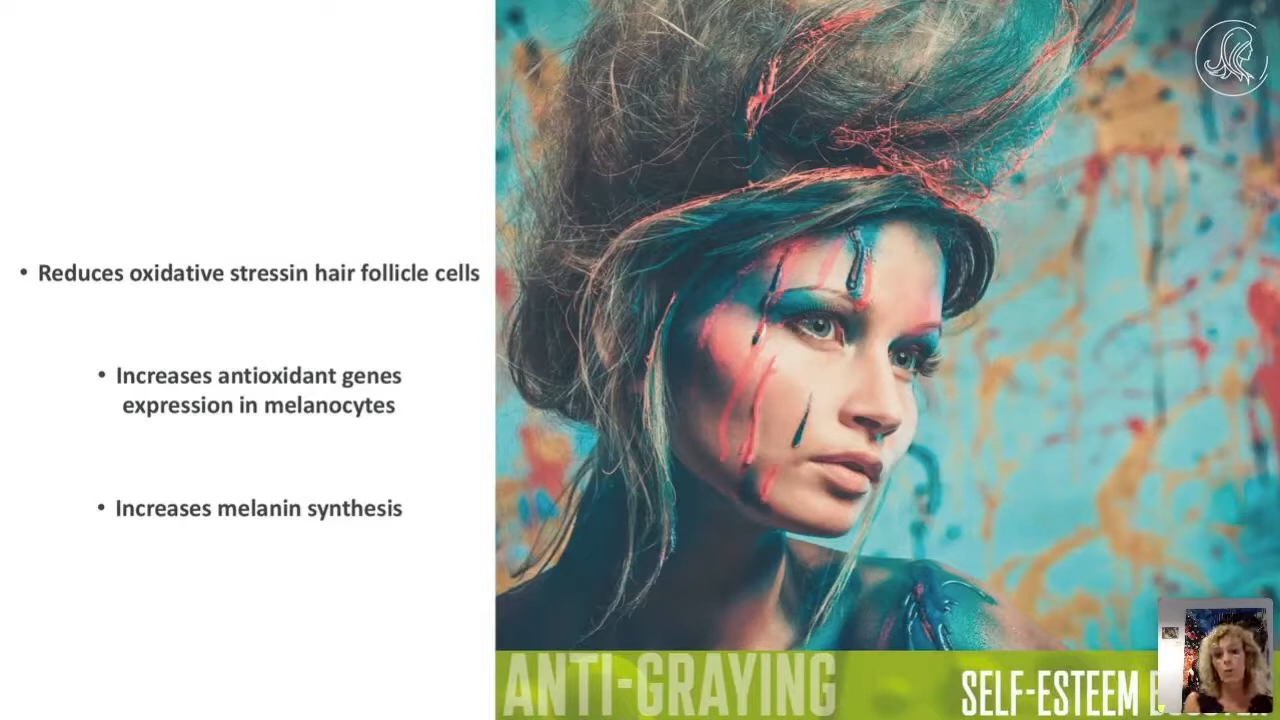 • Reduces oxidative stressin hair follicle cells
• Increases antioxidant genes
expression in melanocytes
• Increases melanin synthesis
ANTI-GRAYING
SELF-ESTEEM